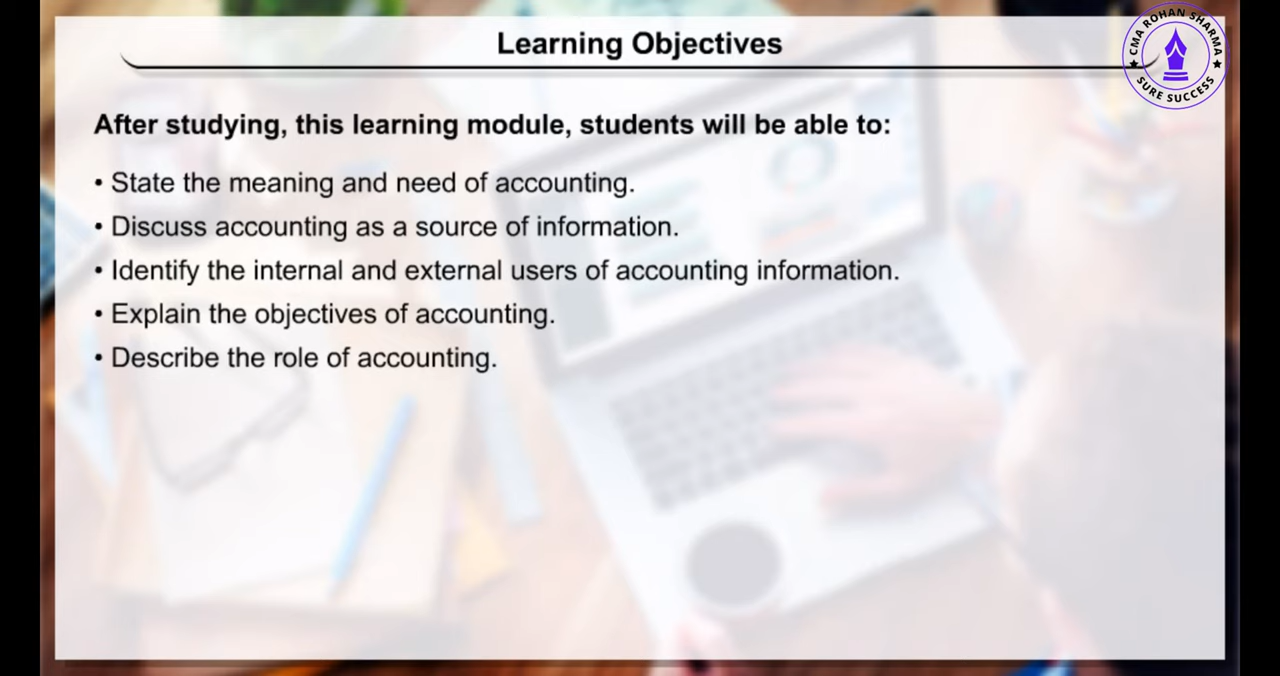 Learning Objectives
CMA ROHAN SHARMA
SURE SUCCESS
After studying, this learning module, students will be able to:
• State the meaning and need of accounting.
• Discuss accounting as a source of information.
• Identify the internal and external users of accounting information.
• Explain the objectives of accounting.
• Describe the role of accounting.